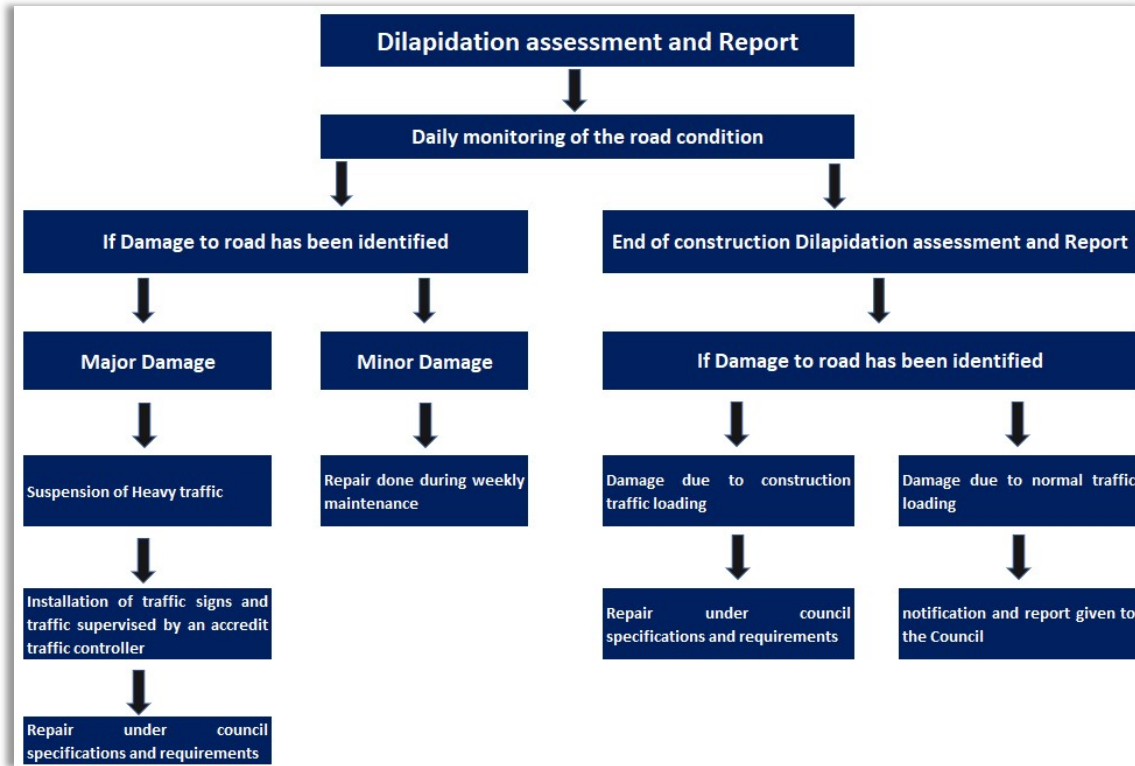 Dilapidation assessment and Report
Daily monitoring of the road condition
If Damage to road has been identified
End of construction Dilapidation assessment and Report
Major Damage
Minor Damage
If Damage to road has been identified
Suspension of Heavy traffic
Repair done during weekly
maintenance
Damage due to construction
traffic loading
Damage due to normal traffic
loading
Installation of traffic signs and
traffic supervised by an accredit
traffic controller
Repair under council
specifications and requirements
notification and report given to
the Council
Repair under council
specifications and requirements